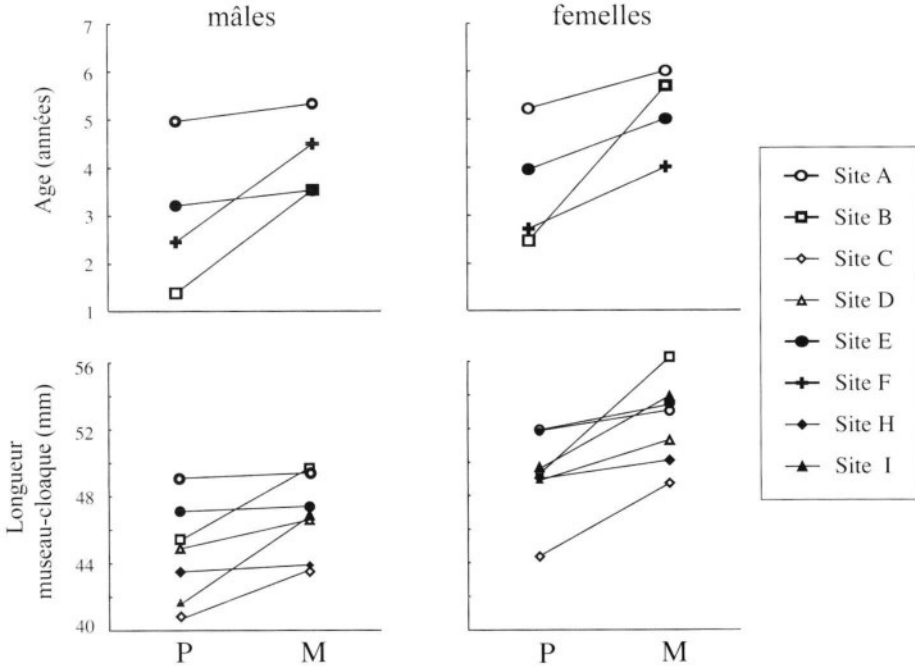 mâles
femelles
Age (années)
7
6
5
4
3
2
1
Longueur
museau-cloaque (mm)
56
52
48
44
40
P
M
P
M
Site A
Site B
Site C
Site D
Site E
Site F
Site H
Site I